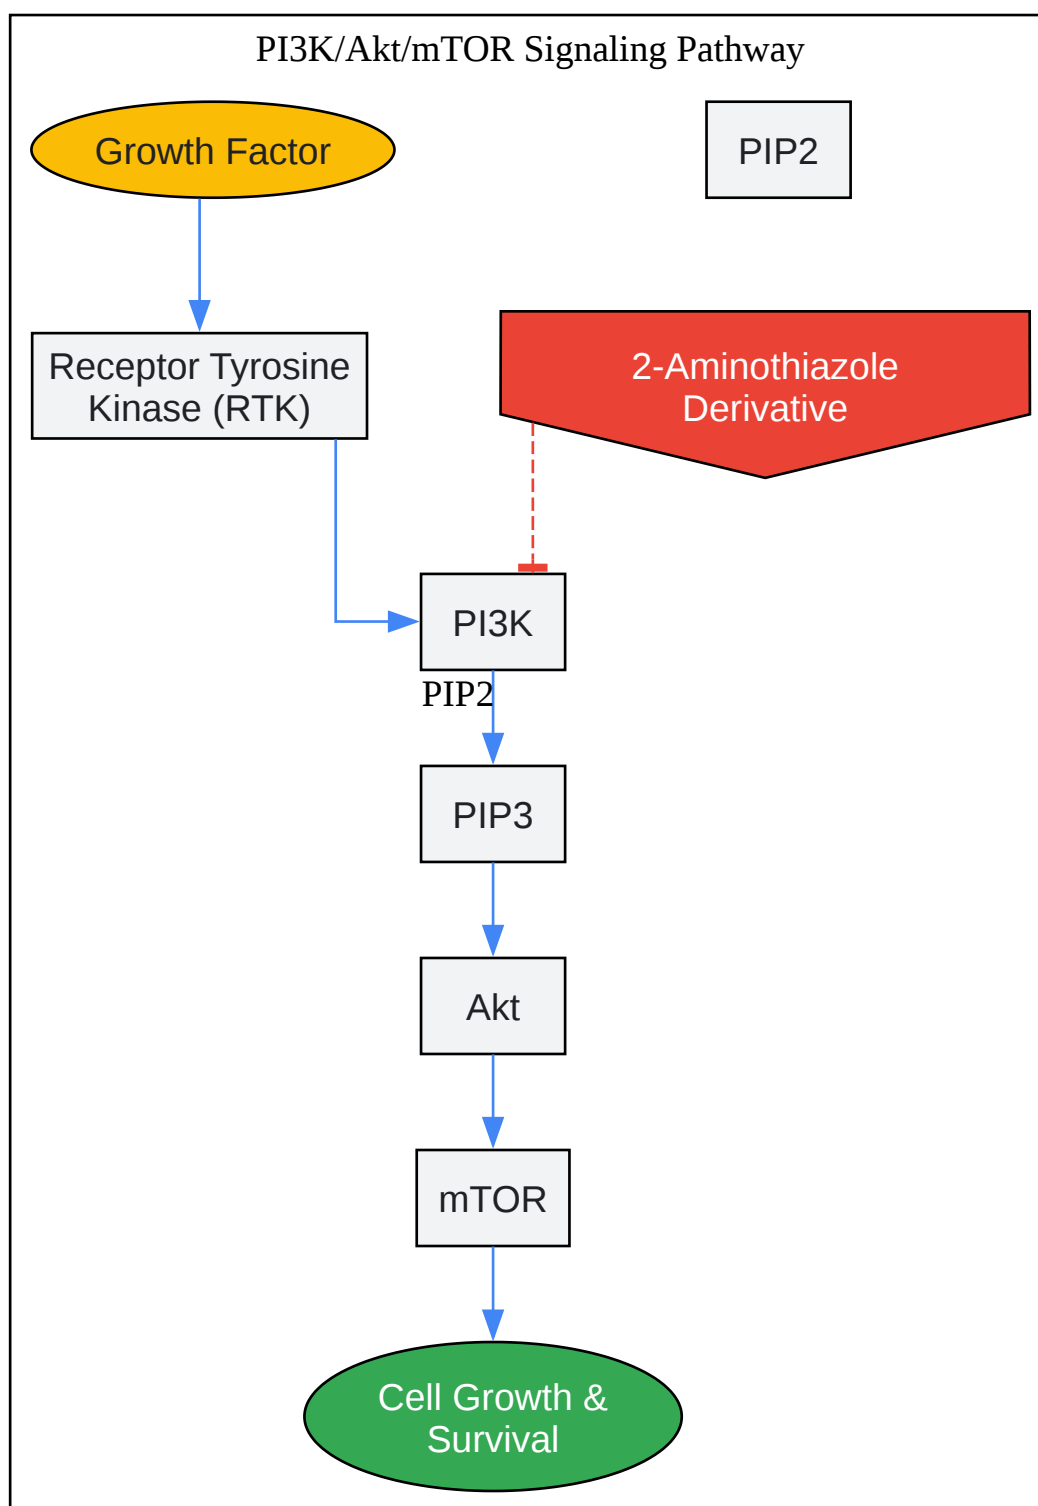 PI3K/Akt/mTOR Signaling Pathway
Growth Factor
PIP2
Receptor Tyrosine
Kinase (RTK)
2-Aminothiazole
Derivative
PI3K
PIP2
PIP3
Akt
mTOR
Cell Growth &
Survival